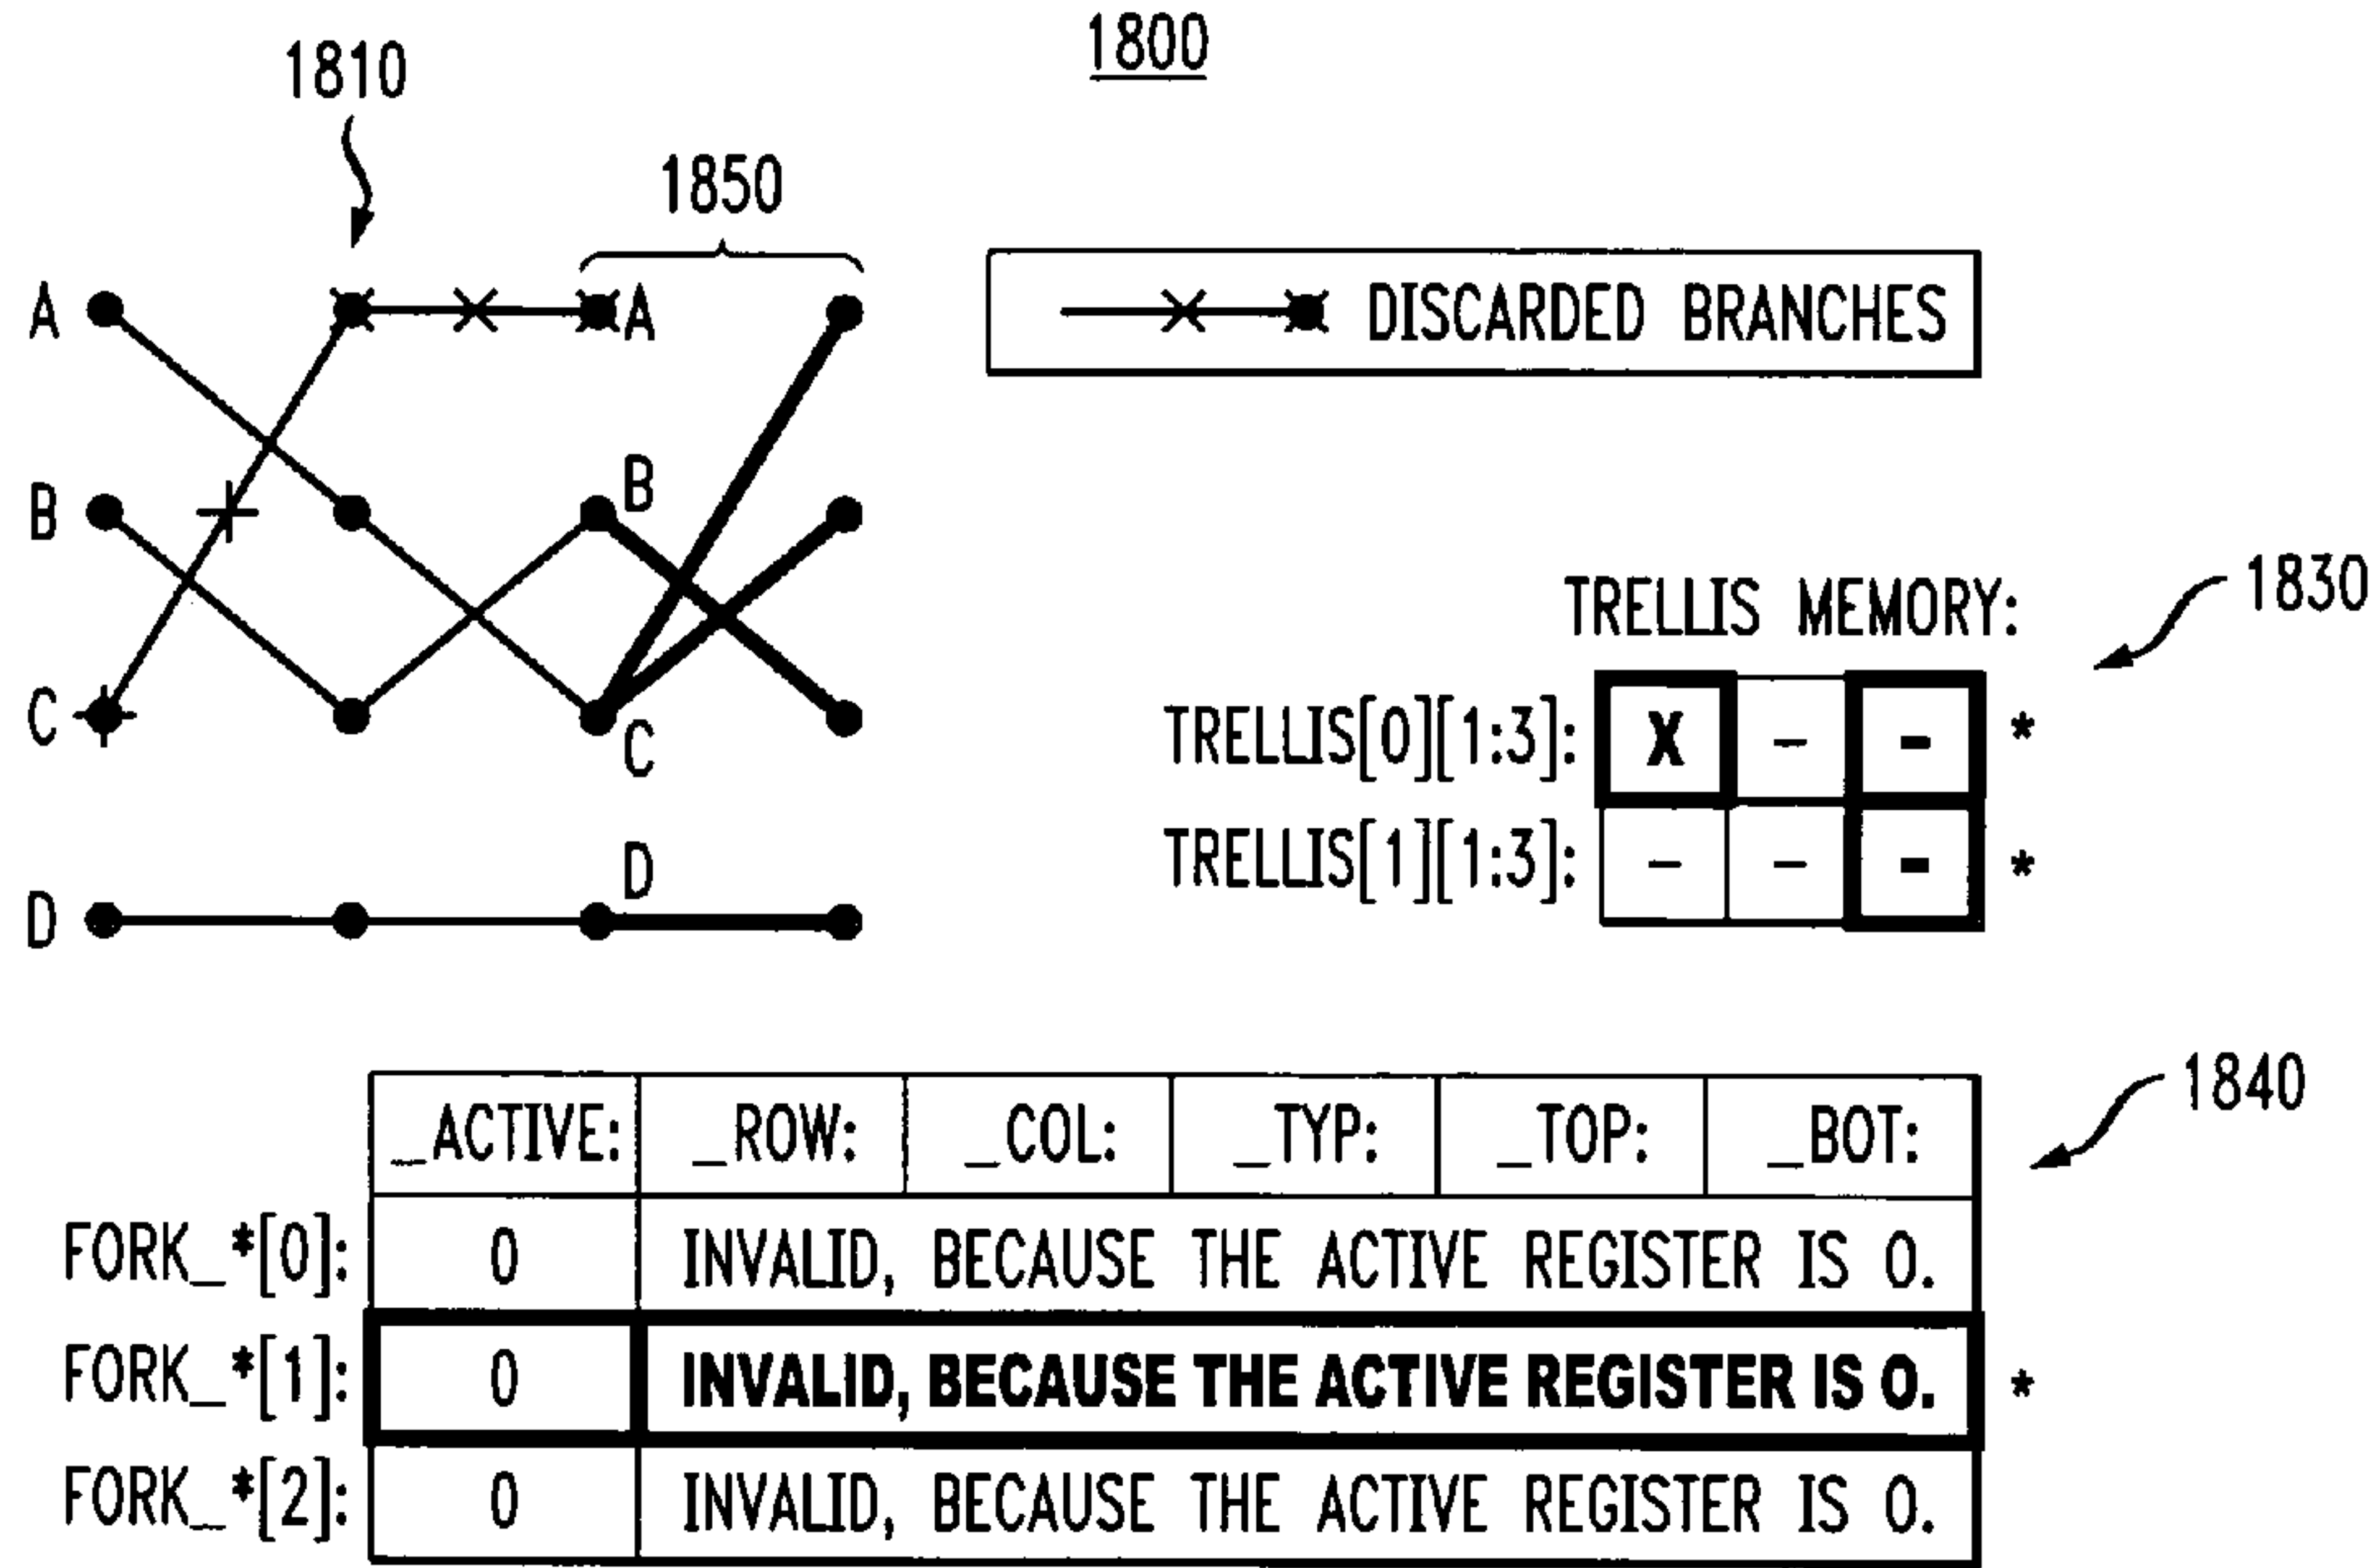 1800
1810
1850
A
A
DISCARDED BRANCHES
B
B
TRELLIS MEMORY:
1830
C
C
TRELLIS[0][1:3]: X – – *
TRELLIS[1][1:3]: – – – *
D
D
1840
_ACTIVE: _ROW: _COL: _TYP: _TOP: _BOT:
FORK_*[0]: 0 INVALID, BECAUSE THE ACTIVE REGISTER IS 0.
FORK_*[1]: 0 INVALID, BECAUSE THE ACTIVE REGISTER IS 0. *
FORK_*[2]: 0 INVALID, BECAUSE THE ACTIVE REGISTER IS 0.